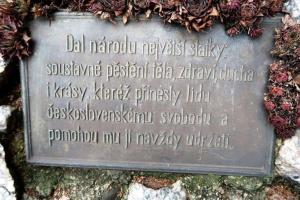 Dal národu největší statky:
soustavné pěstění těla, zdraví, ducha
i krásy, kteréž přinesly lidu
československému svobodu a
pomohou mu ji navždy udržeti.